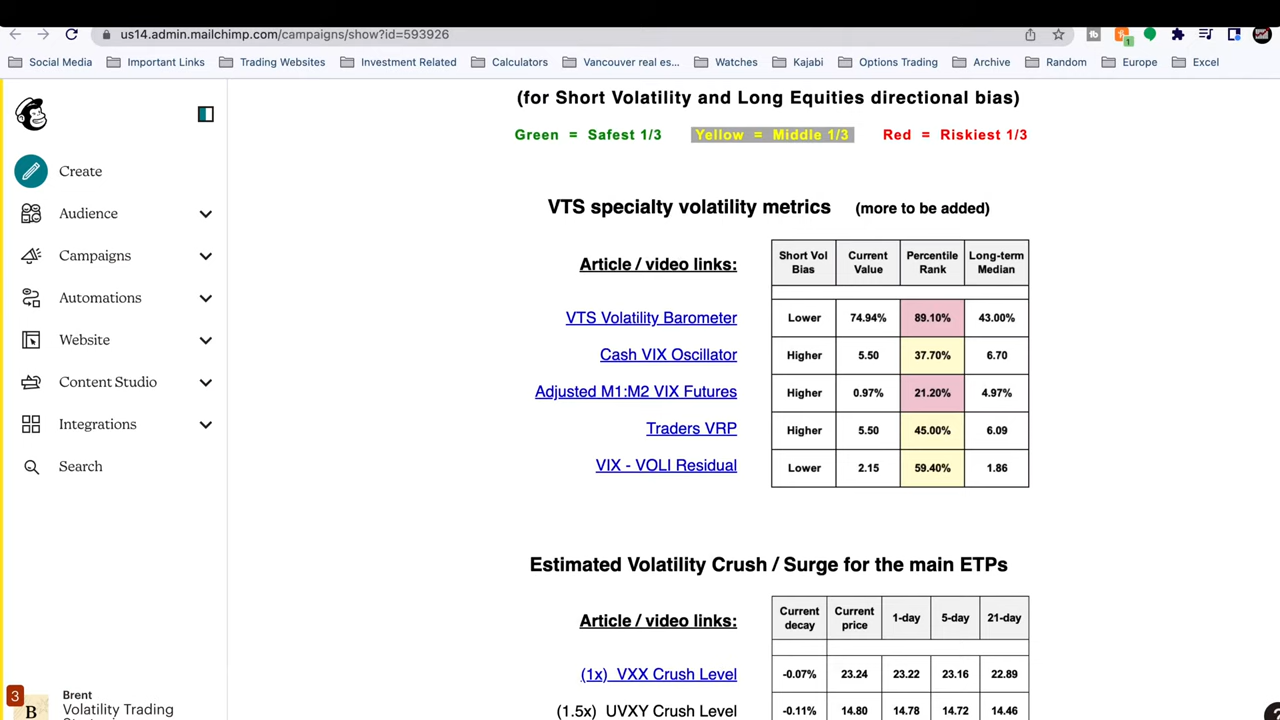 us14.admin.mailchimp.com/campaigns/show?id=593926
1
Social Media Important Links Trading Websites Investment Related Calculators Vancouver real es... Watches Kajabi Options Trading Archive Random Europe Excel
(for Short Volatility and Long Equities directional bias)
Green = Safest 1/3 Yellow = Middle 1/3 Red = Riskiest 1/3
Create
Audience
Campaigns
Automations
Website
Content Studio
Integrations
Search
VTS specialty volatility metrics (more to be added)
Article / video links: Short Vol Bias Current Value Percentile Rank Long-term Median
VTS Volatility Barometer Lower 74.94% 89.10% 43.00%
Cash VIX Oscillator Higher 5.50 37.70% 6.70
Adjusted M1:M2 VIX Futures Higher 0.97% 21.20% 4.97%
Traders VRP Higher 5.50 45.00% 6.09
VIX - VOLI Residual Lower 2.15 59.40% 1.86
Estimated Volatility Crush / Surge for the main ETPs
Article / video links: Current decay Current price 1-day 5-day 21-day
(1x) VXX Crush Level -0.07% 23.24 23.22 23.16 22.89
(1.5x) UVXY Crush Level -0.11% 14.80 14.78 14.72 14.46
3
Brent
Volatility Trading